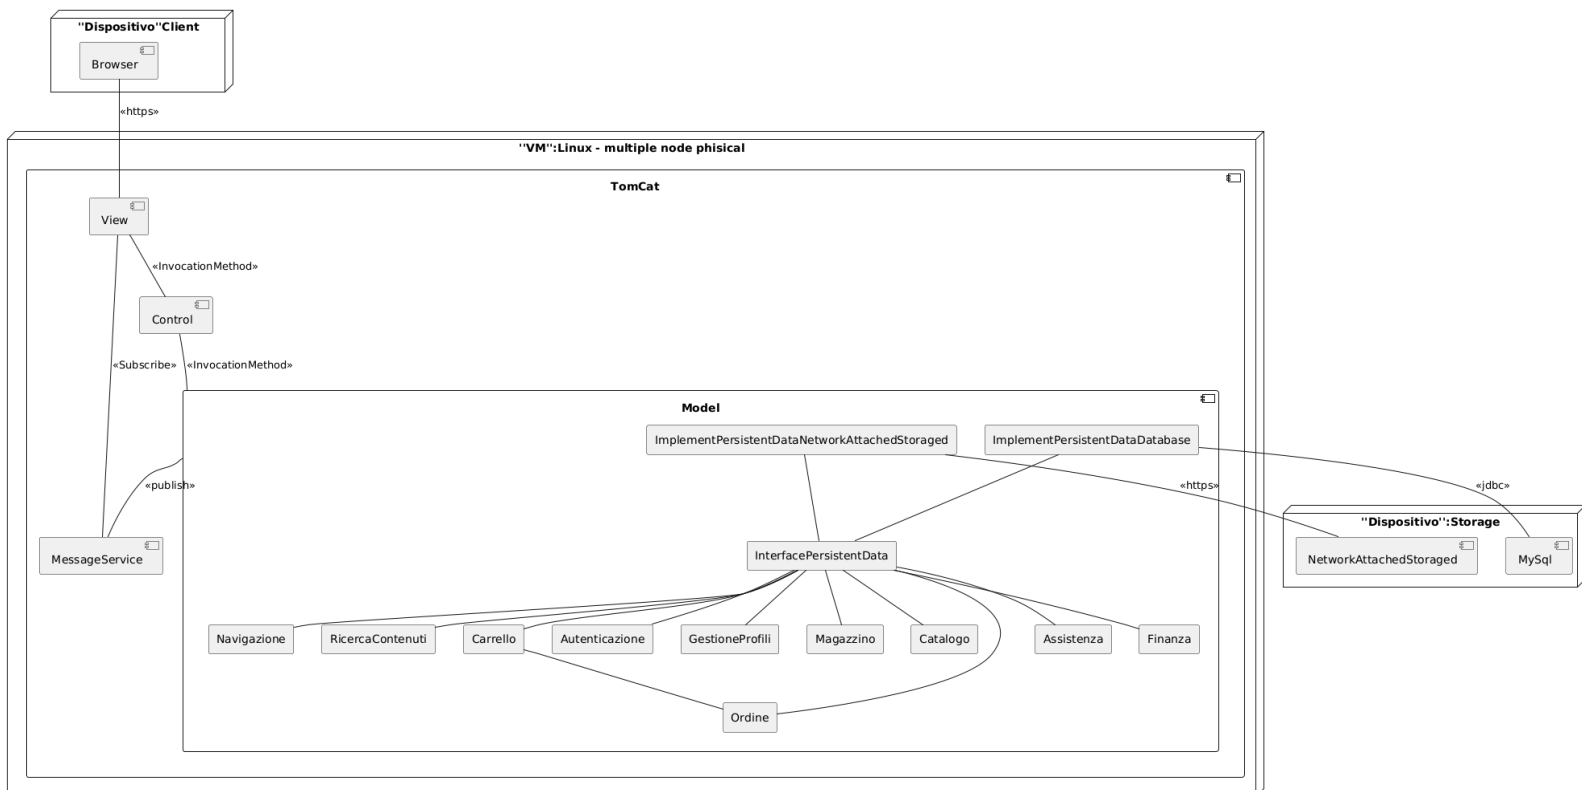 ''Dispositivo''Client
Browser
«https»
''VM'':Linux - multiple node phisical
TomCat
View
«InvocationMethod»
Control
«Subscribe»
«InvocationMethod»
Model
ImplementPersistentDataNetworkAttachedStoraged
ImplementPersistentDataDatabase
«publish»
«https»
«jdbc»
''Dispositivo'':Storage
MessageService
InterfacePersistentData
NetworkAttachedStoraged
MySql
Navigazione
RicercaContenuti
Carrello
Autenticazione
GestioneProfili
Magazzino
Catalogo
Assistenza
Finanza
Ordine